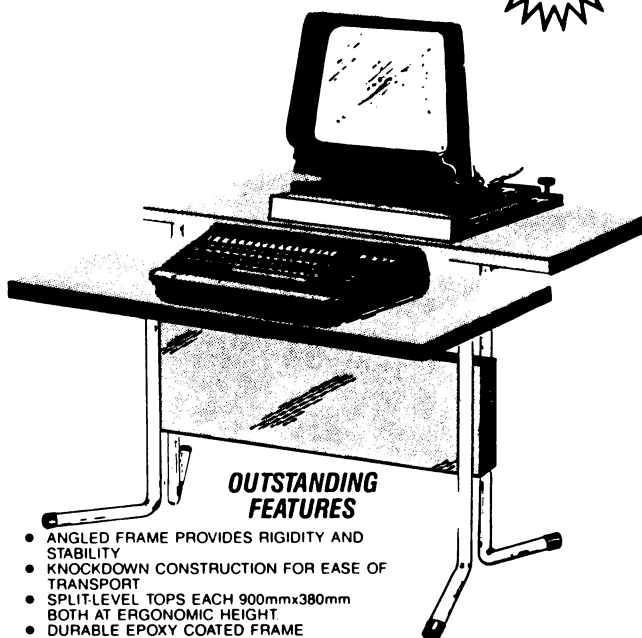 OUTSTANDING
FEATURES
● ANGLED FRAME PROVIDES RIGIDITY AND
STABILITY
● KNOCKDOWN CONSTRUCTION FOR EASE OF
TRANSPORT
● SPLIT-LEVEL TOPS EACH 900mmx380mm
BOTH AT ERGONOMIC HEIGHT.
● DURABLE EPOXY COATED FRAME